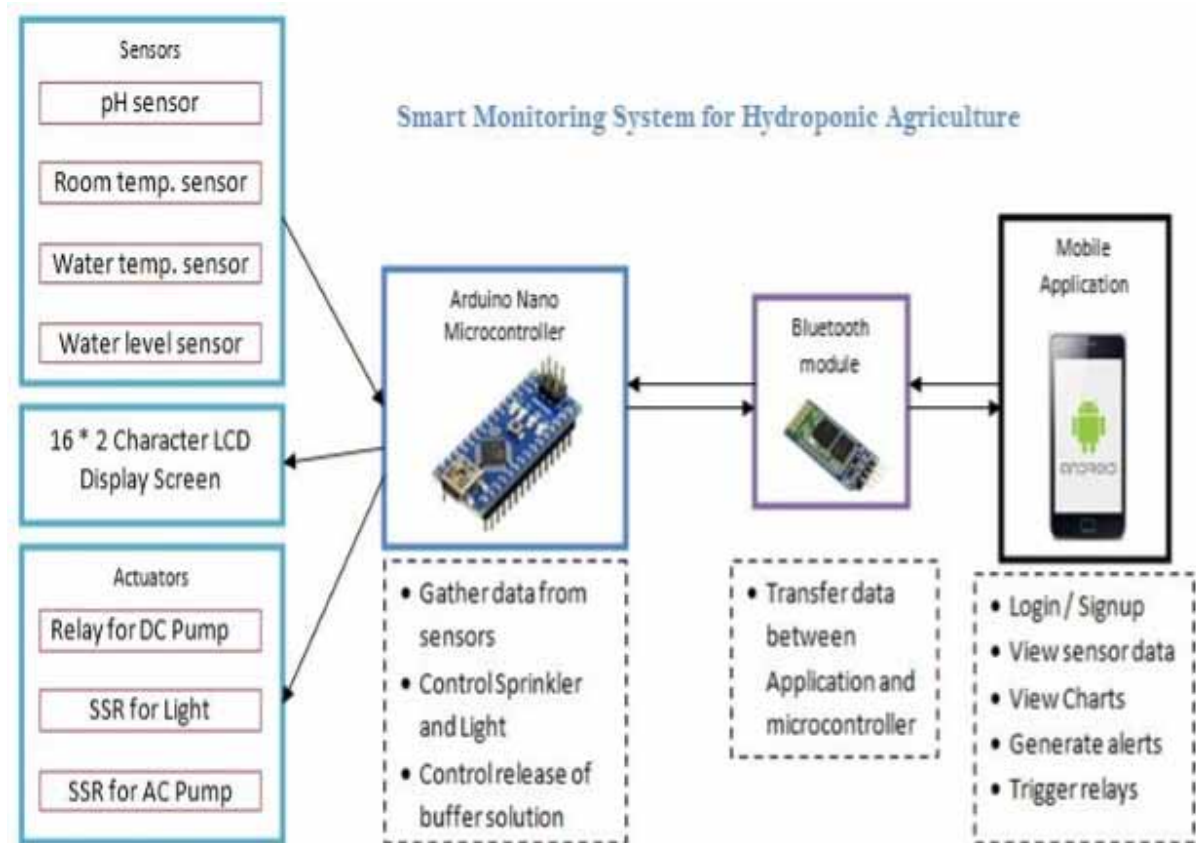 Smart Monitoring System for Hydroponic Agriculture
Sensors
pH sensor
Room temp. sensor
Water temp. sensor
Water level sensor
16 * 2 Character LCD
Display Screen
Actuators
Relay for DC Pump
SSR for Light
SSR for AC Pump
Arduino Nano
Microcontroller
• Gather data from
sensors
• Control Sprinkler
and Light
• Control release of
buffer solution
Bluetooth
module
• Transfer data
between
Application and
microcontroller
Mobile
Application
ANDROID
• Login / Signup
• View sensor data
• View Charts
• Generate alerts
• Trigger relays